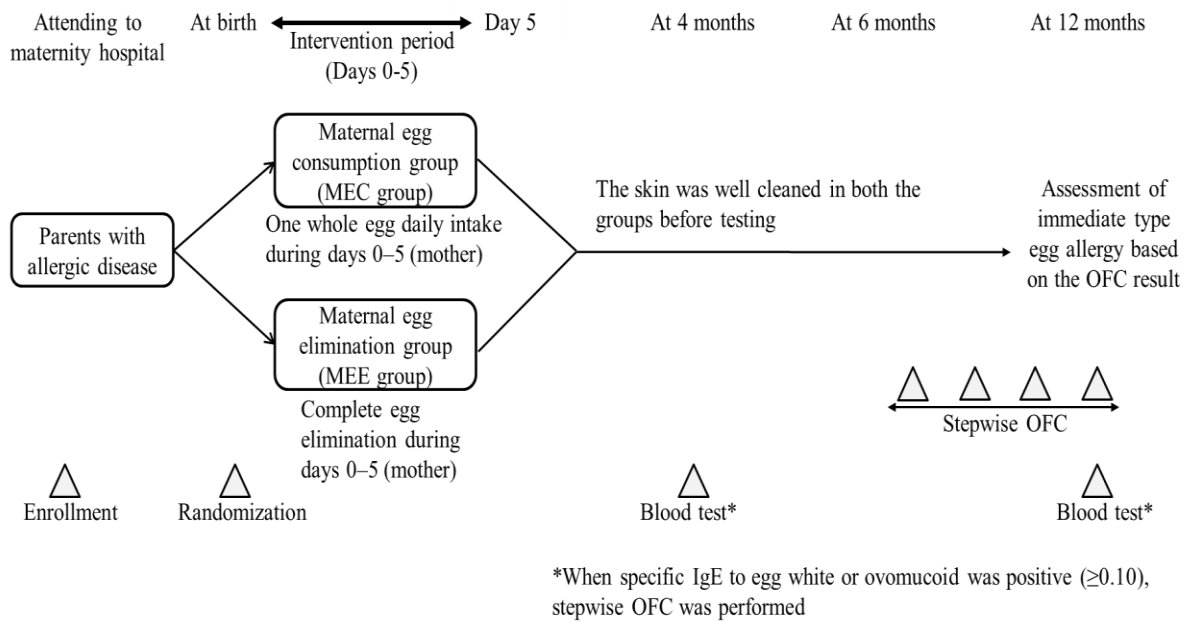 Attending to
maternity hospital
At birth
Intervention period
(Days 0-5)
Day 5
At 4 months
At 6 months
At 12 months
Parents with
allergic disease
Maternal egg
consumption group
(MEC group)
One whole egg daily intake
during days 0–5 (mother)
Maternal egg
elimination group
(MEE group)
Complete egg
elimination during
days 0–5 (mother)
The skin was well cleaned in both the
groups before testing
Assessment of
immediate type
egg allergy based
on the OFC result
Stepwise OFC
Enrollment
Randomization
Blood test*
Blood test*
*When specific IgE to egg white or ovomucoid was positive (≥0.10),
stepwise OFC was performed